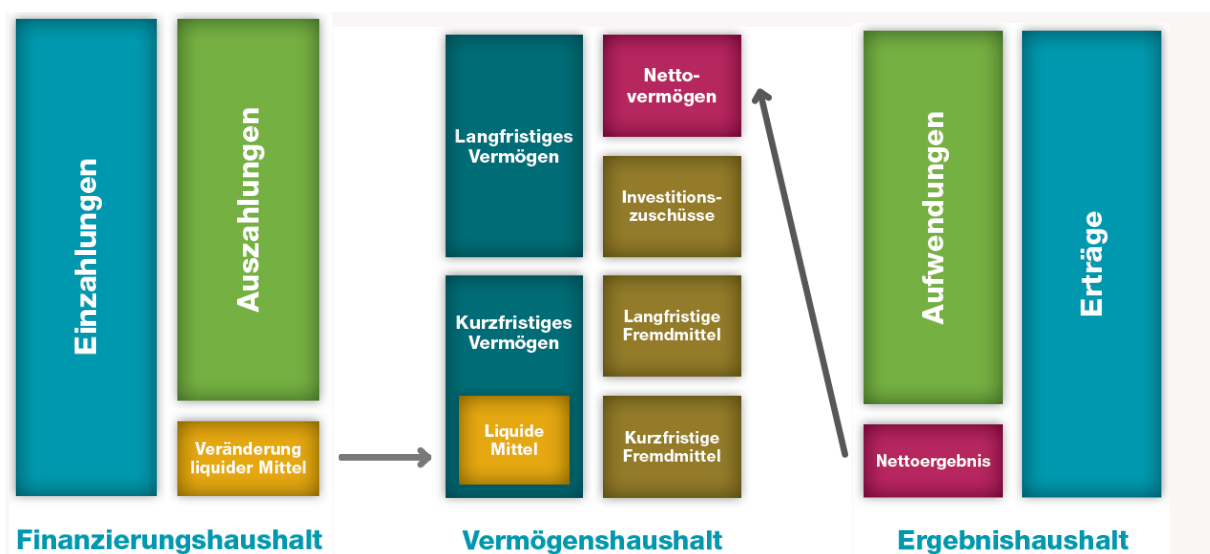 Einzahlungen
Auszahlungen
Veränderung
liquider Mittel
Finanzierungshaushalt
Langfristiges
Vermögen
Kurzfristiges
Vermögen
Liquide
Mittel
Netto-
vermögen
Investitions-
zuschüsse
Langfristige
Fremdmittel
Kurzfristige
Fremdmittel
Vermögenshaushalt
Aufwendungen
Nettoergebnis
Erträge
Ergebnishaushalt